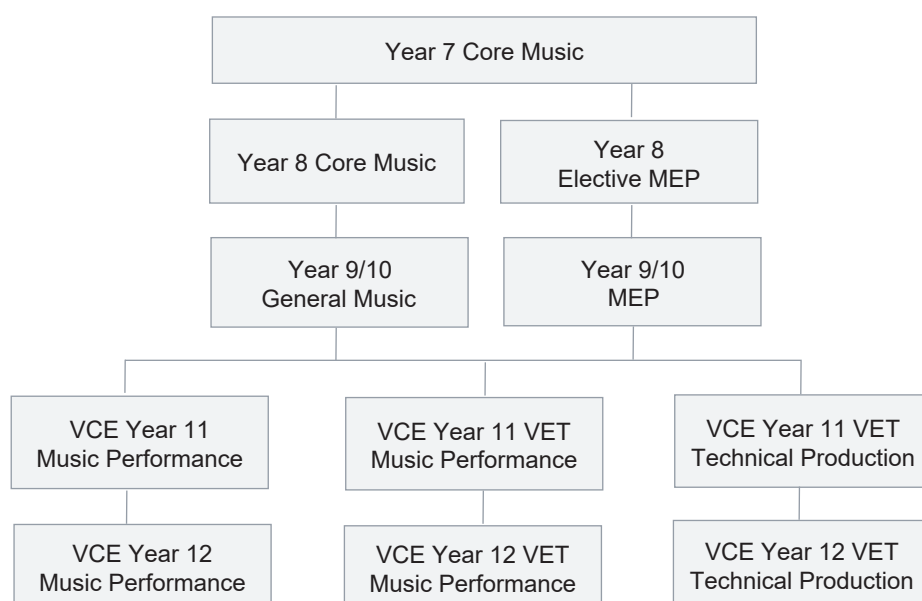 Year 7 Core Music
Year 8 Core Music
Year 8
Elective MEP
Year 9/10
General Music
Year 9/10
MEP
VCE Year 11
Music Performance
VCE Year 11 VET
Music Performance
VCE Year 11 VET
Technical Production
VCE Year 12
Music Performance
VCE Year 12 VET
Music Performance
VCE Year 12 VET
Technical Production